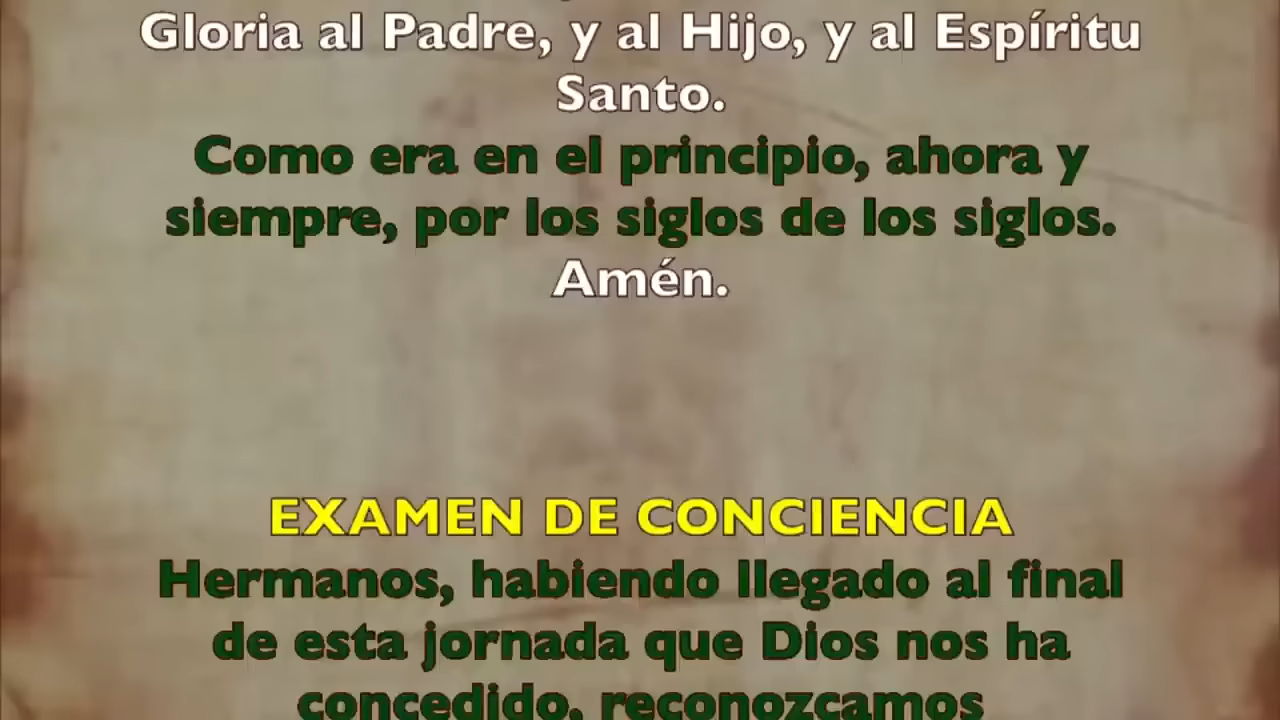 Gloria al Padre, y al Hijo, y al Espíritu
Santo.
Como era en el principio, ahora y
siempre, por los siglos de los siglos.
Amén.
EXAMEN DE CONCIENCIA
Hermanos, habiendo llegado al final
de esta jornada que Dios nos ha
concedido, reconozcamos